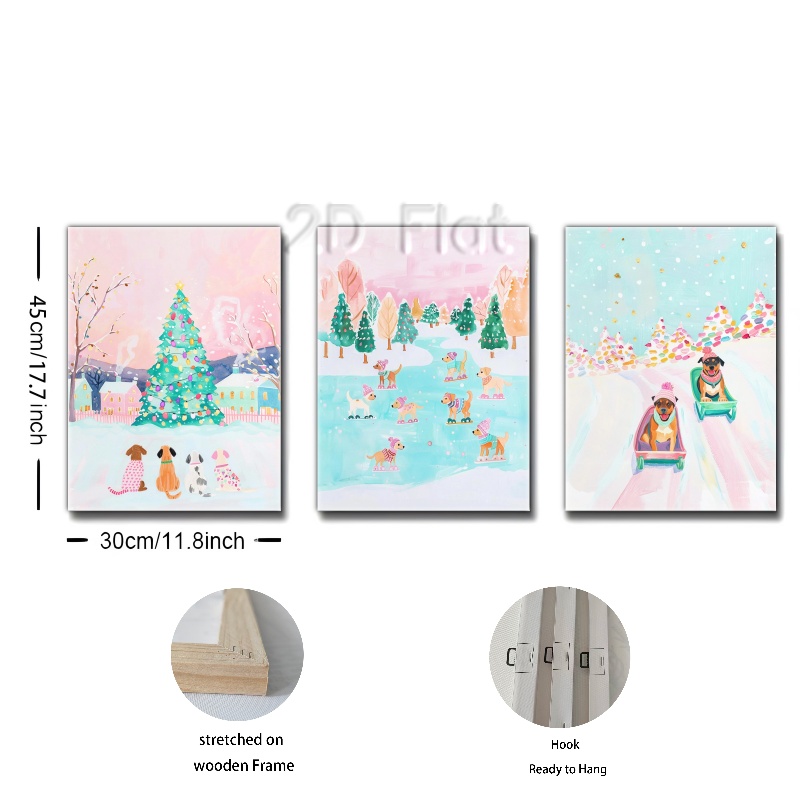 2D Flat
45cm/17.7inch
30cm/11.8inch
stretched on
wooden Frame
Hook
Ready to Hang